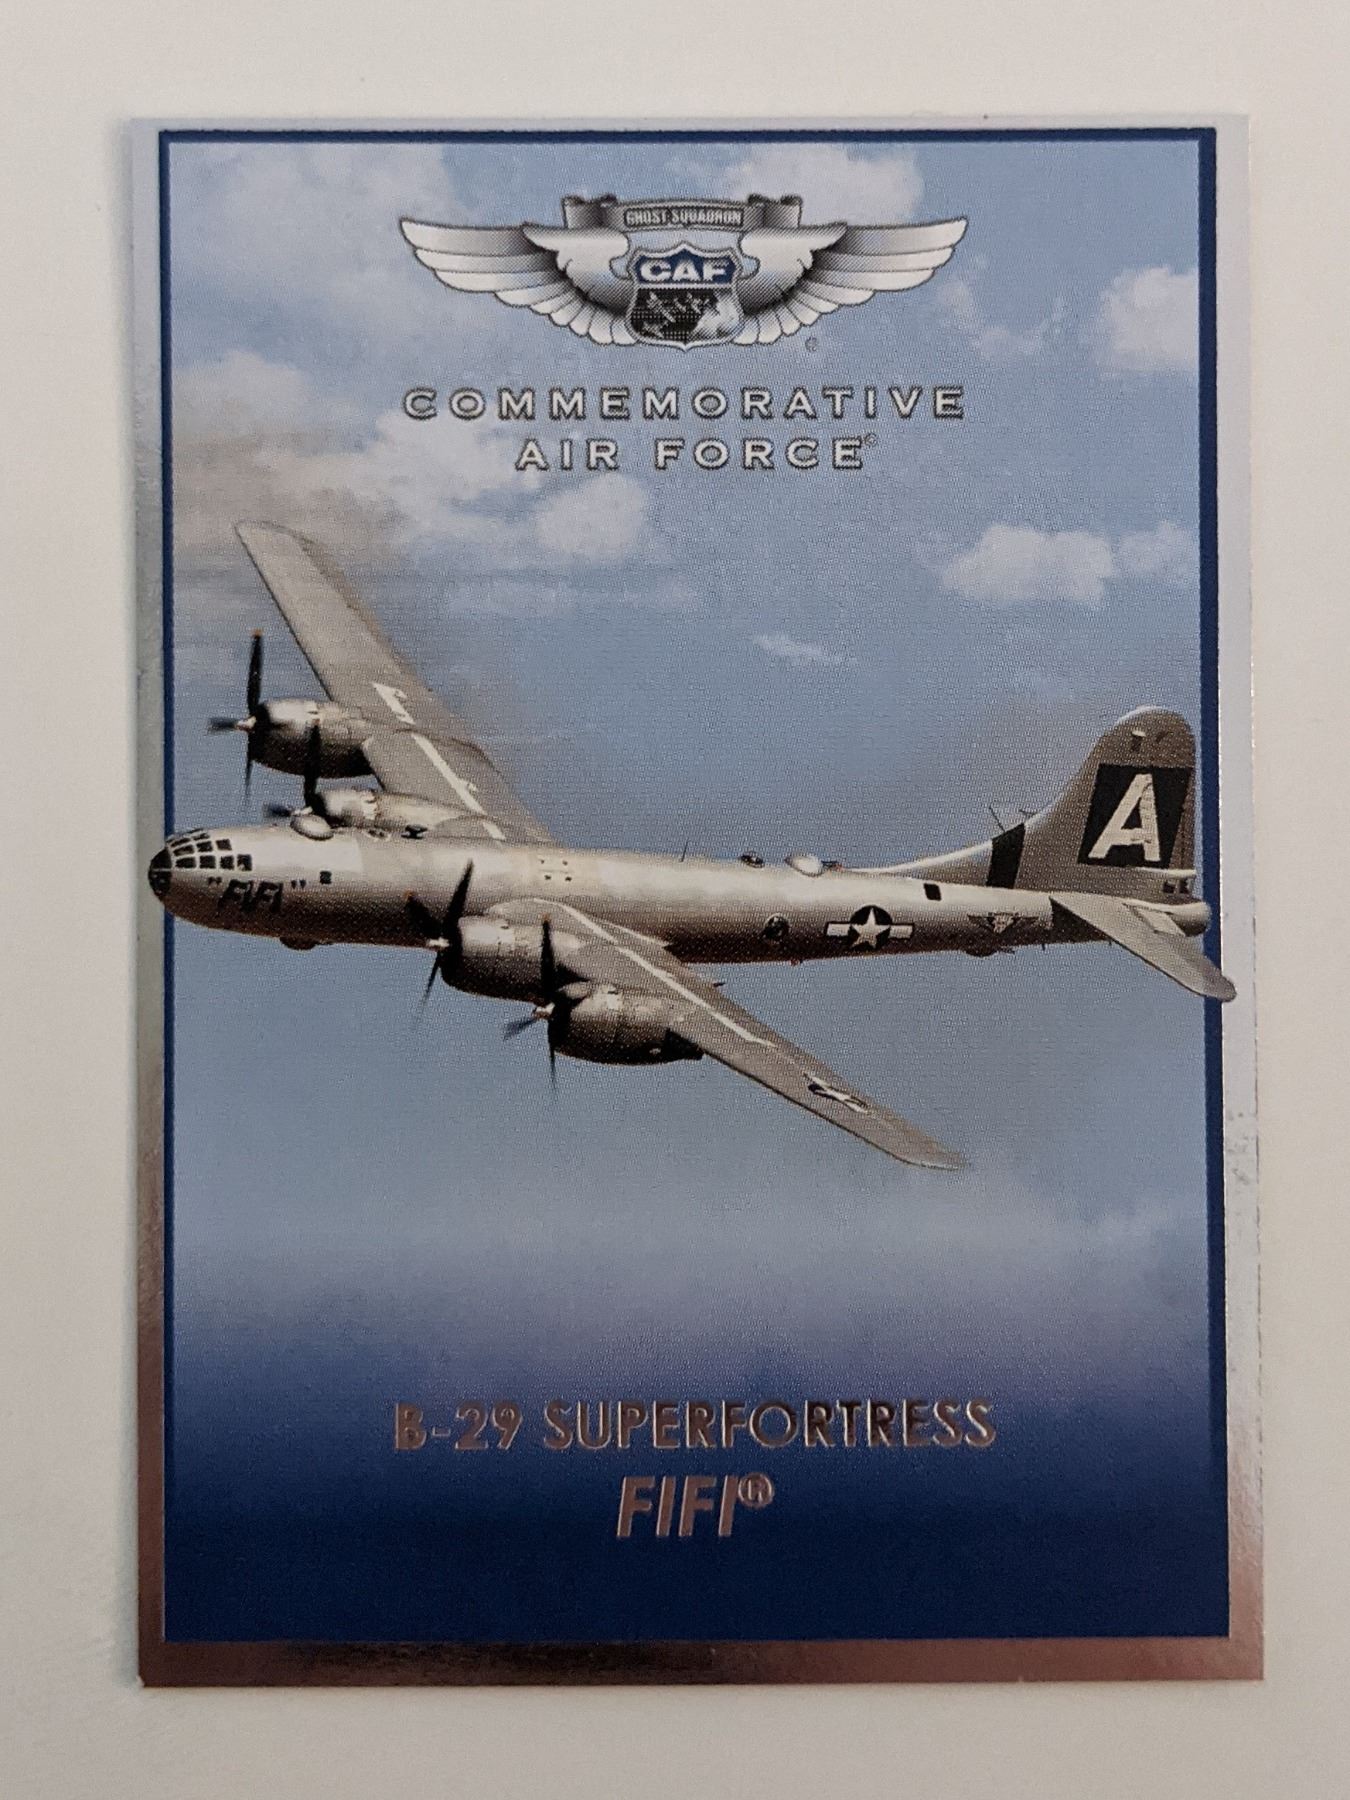 GHOST SQUADRON
CAF
®
COMMEMORATIVE
AIR FORCE©
A
"FIFI"
B-29 SUPERFORTRESS
FIFI®